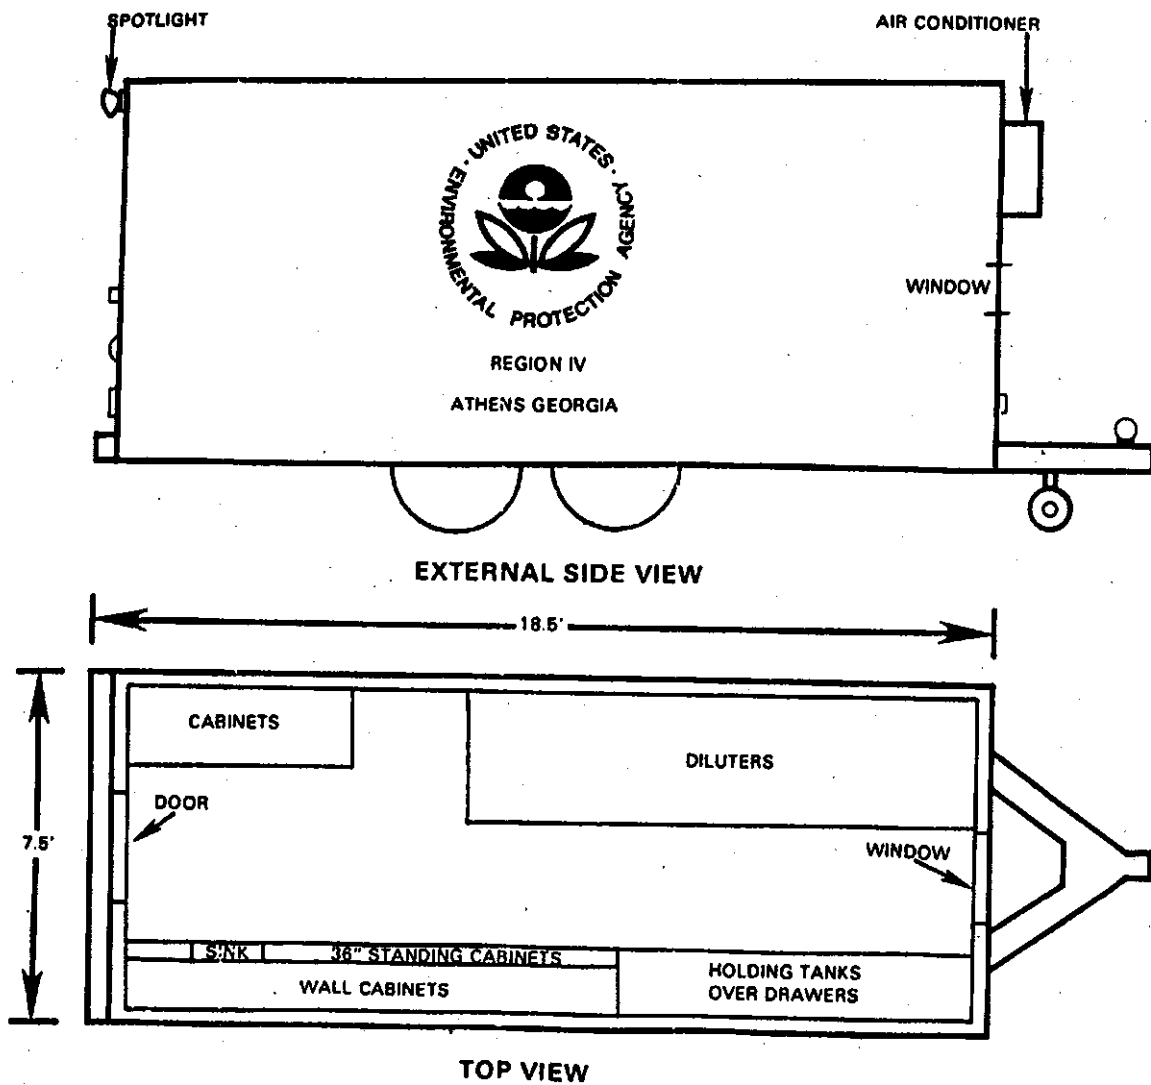 SPOTLIGHT
AIR CONDITIONER
UNITED STATES · ENVIRONMENTAL PROTECTION AGENCY ·
WINDOW
REGION IV
ATHENS GEORGIA
EXTERNAL SIDE VIEW
18.5'
CABINETS
DILUTERS
DOOR
7.5'
WINDOW
SINK
36" STANDING CABINETS
HOLDING TANKS
OVER DRAWERS
WALL CABINETS
TOP VIEW